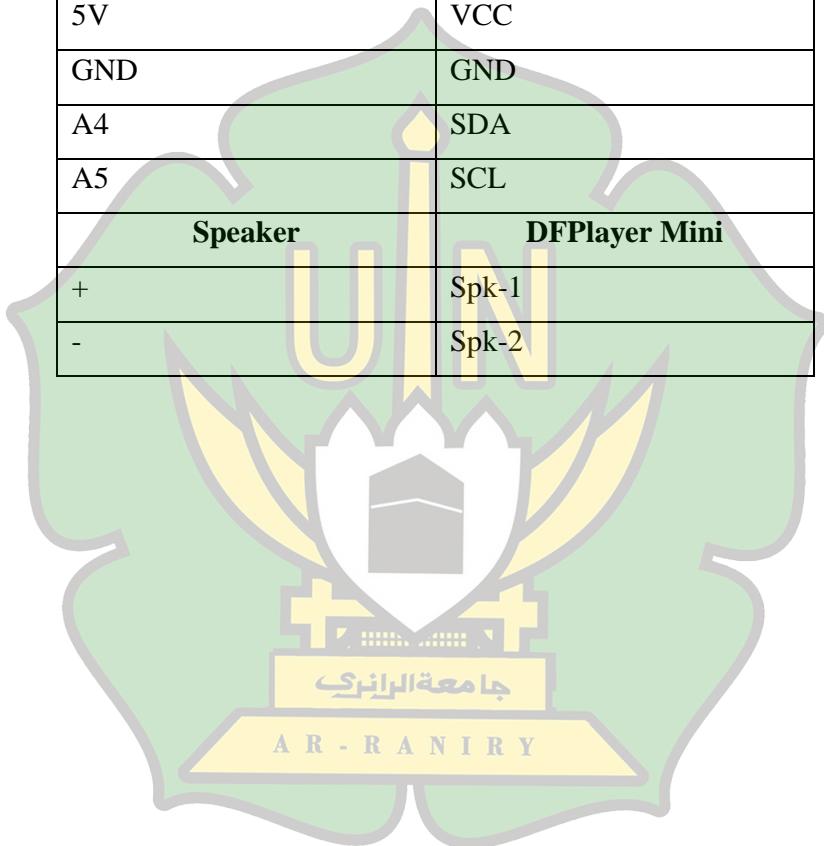 5V VCC
GND GND
A4 SDA
A5 SCL
Speaker DFPlayer Mini
+ Spk-1
- Spk-2
UIN
جامعة الرانري
AR-RANIRY